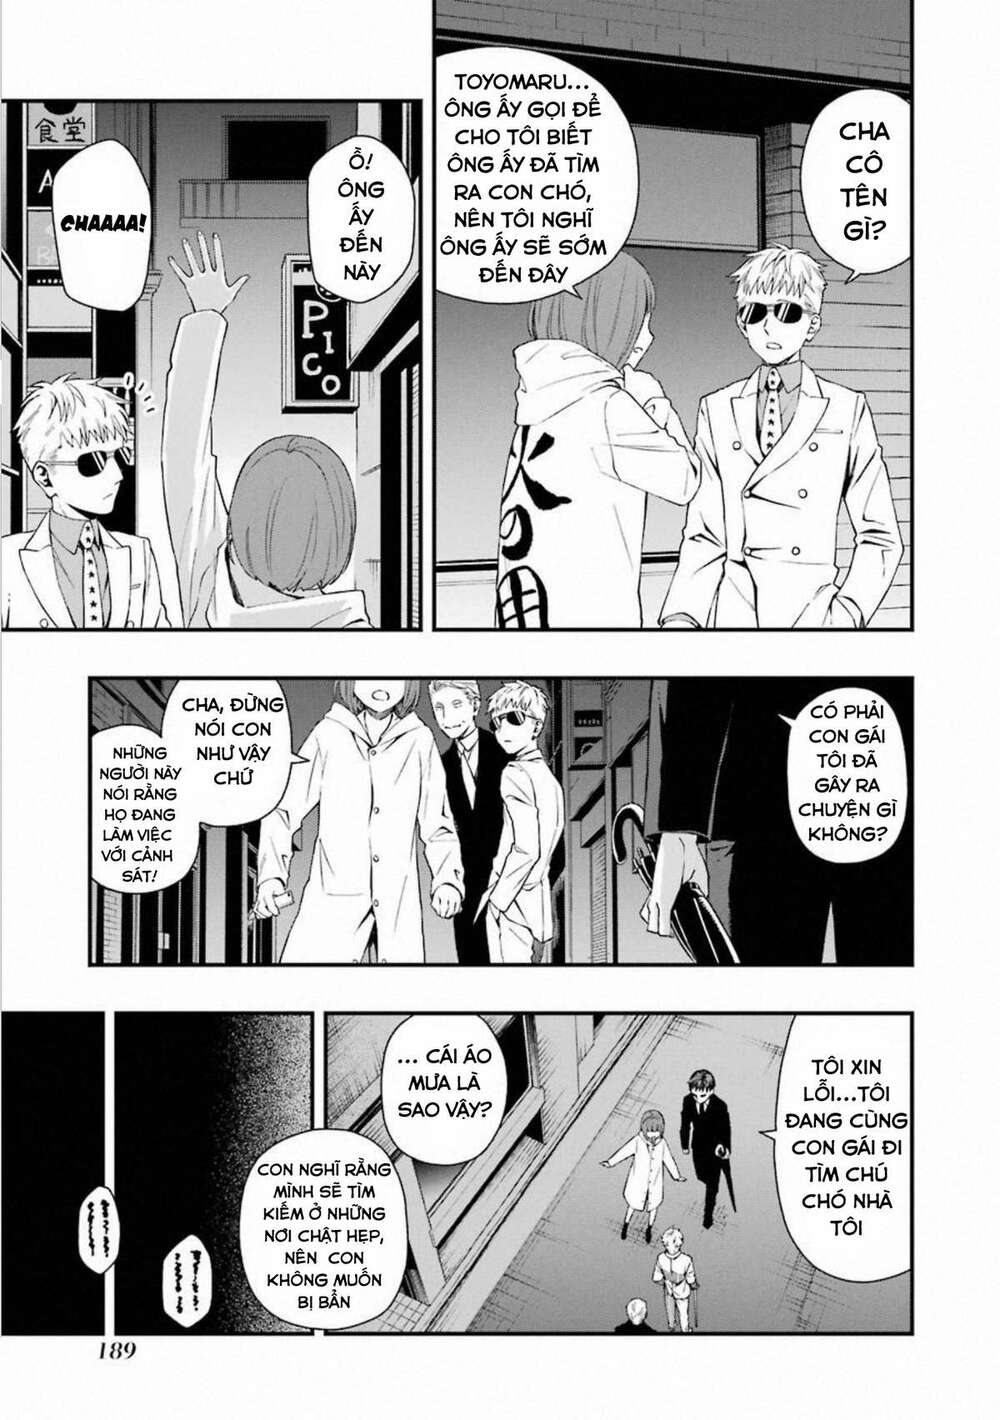 CHA
CÔ
TÊN
GÌ?
TOYOMARU...
ÔNG ẤY GỌI ĐỂ
CHO TÔI BIẾT
ÔNG ẤY ĐÃ TÌM
RA CON CHÓ,
NÊN TÔI NGHĨ
ÔNG ẤY SẼ SỚM
ĐẾN ĐÂY
火の
Ồ!
ÔNG
ẤY
ĐẾN
NÀY
CHAAAA!
食堂
PICO
CÓ PHẢI
CON GÁI
TÔI ĐÃ
GÂY RA
CHUYỆN GÌ
KHÔNG?
CHA, ĐỪNG
NÓI CON
NHƯ VẬY
CHỨ
NHỮNG
NGƯỜI NÀY
NÓI RẰNG
HỌ ĐANG
LÀM VIỆC
VỚI CẢNH
SÁT!
TÔI XIN
LỖI...TÔI
ĐANG CÙNG
CON GÁI ĐI
TÌM CHÚ
CHÓ NHÀ
TÔI
... CÁI ÁO
MƯA LÀ
SAO VẬY?
CON NGHĨ RẰNG
MÌNH SẼ TÌM
KIẾM Ở NHỮNG
NƠI CHẬT HẸP,
NÊN CON
KHÔNG MUỐN
BỊ BẨN
189